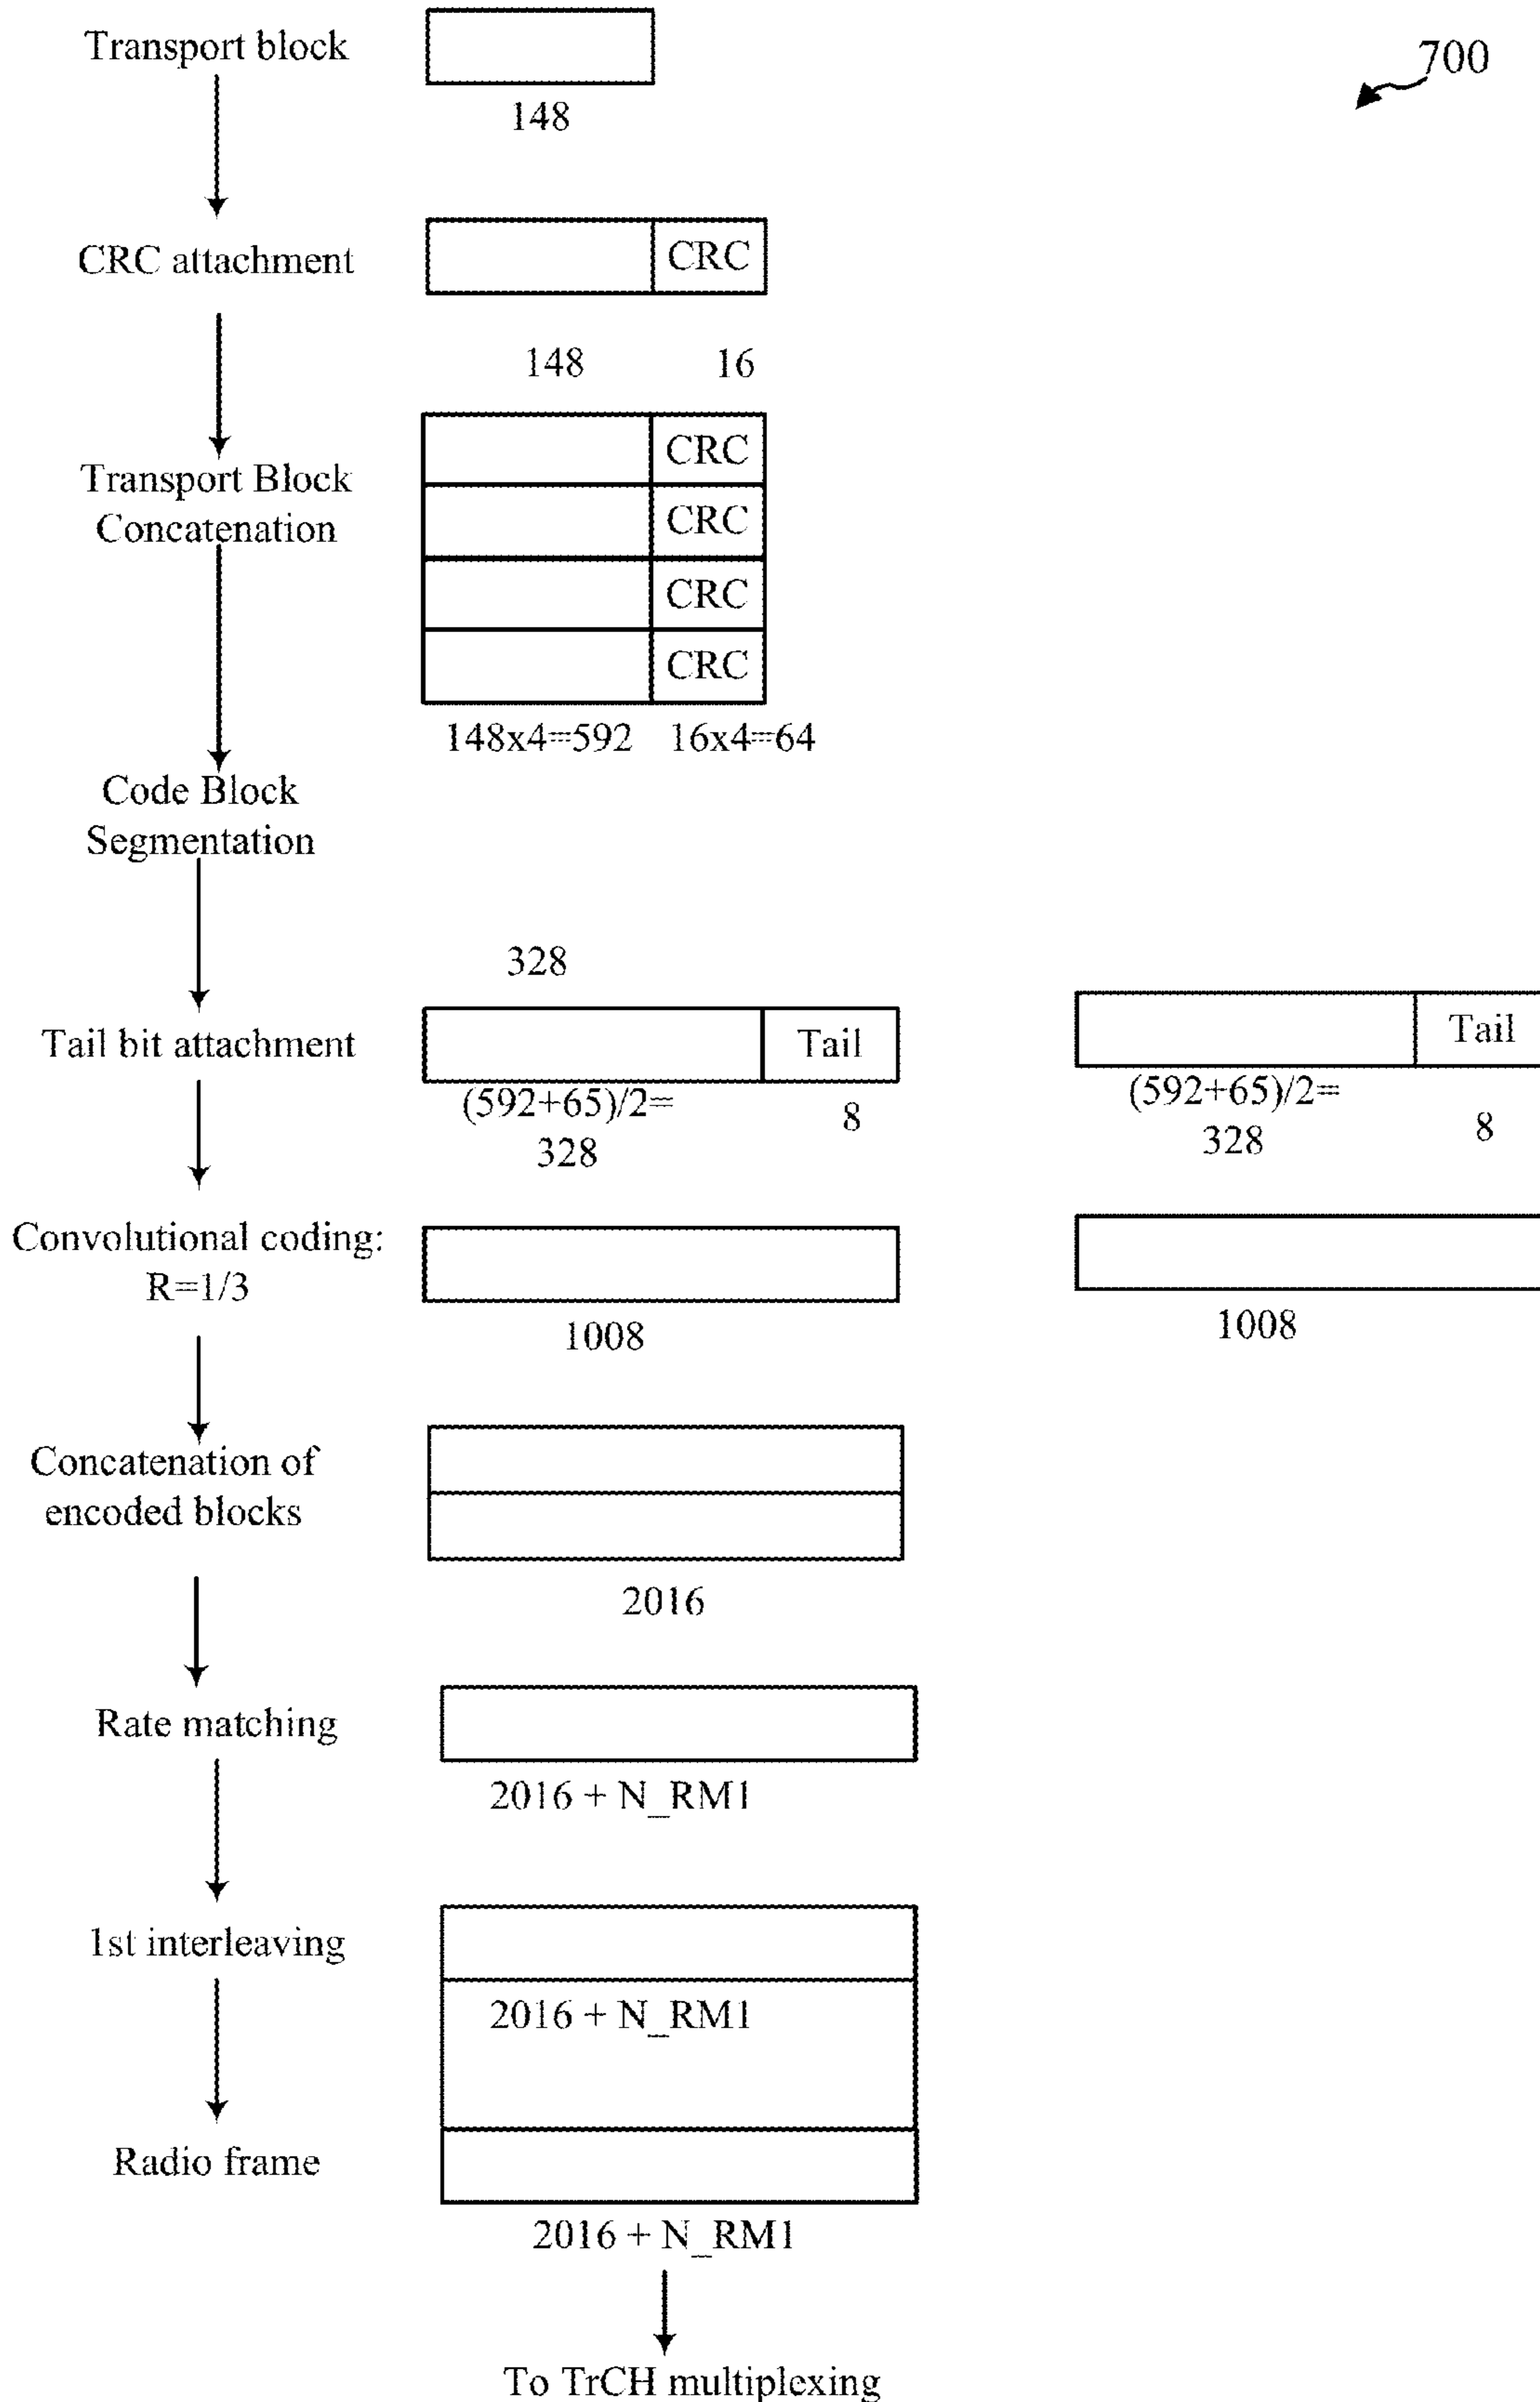 Transport block
700
148
CRC attachment
CRC
148 16
CRC
Transport Block
Concatenation
CRC
CRC
CRC
148x4=592 16x4=64
Code Block
Segmentation
328
Tail bit attachment
Tail
Tail
(592+65)/2=
328
8
(592+65)/2=
328
8
Convolutional coding:
R=1/3
1008
1008
Concatenation of
encoded blocks
2016
Rate matching
2016 + N_RM1
1st interleaving
2016 + N_RM1
Radio frame
2016 + N_RM1
To TrCH multiplexing